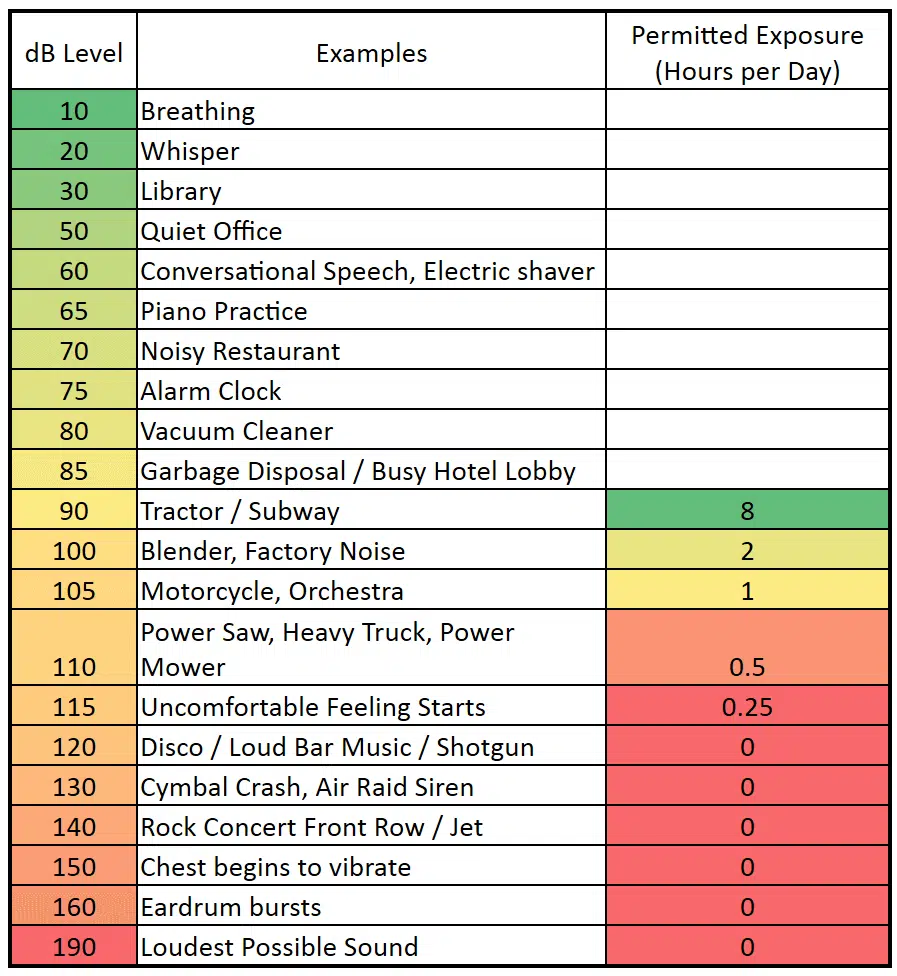 dB Level Examples Permitted Exposure
(Hours per Day)
10 Breathing
20 Whisper
30 Library
50 Quiet Office
60 Conversational Speech, Electric shaver
65 Piano Practice
70 Noisy Restaurant
75 Alarm Clock
80 Vacuum Cleaner
85 Garbage Disposal / Busy Hotel Lobby
90 Tractor / Subway 8
100 Blender, Factory Noise 2
105 Motorcycle, Orchestra 1
Power Saw, Heavy Truck, Power
110 Mower 0.5
115 Uncomfortable Feeling Starts 0.25
120 Disco / Loud Bar Music / Shotgun 0
130 Cymbal Crash, Air Raid Siren 0
140 Rock Concert Front Row / Jet 0
150 Chest begins to vibrate 0
160 Eardrum bursts 0
190 Loudest Possible Sound 0